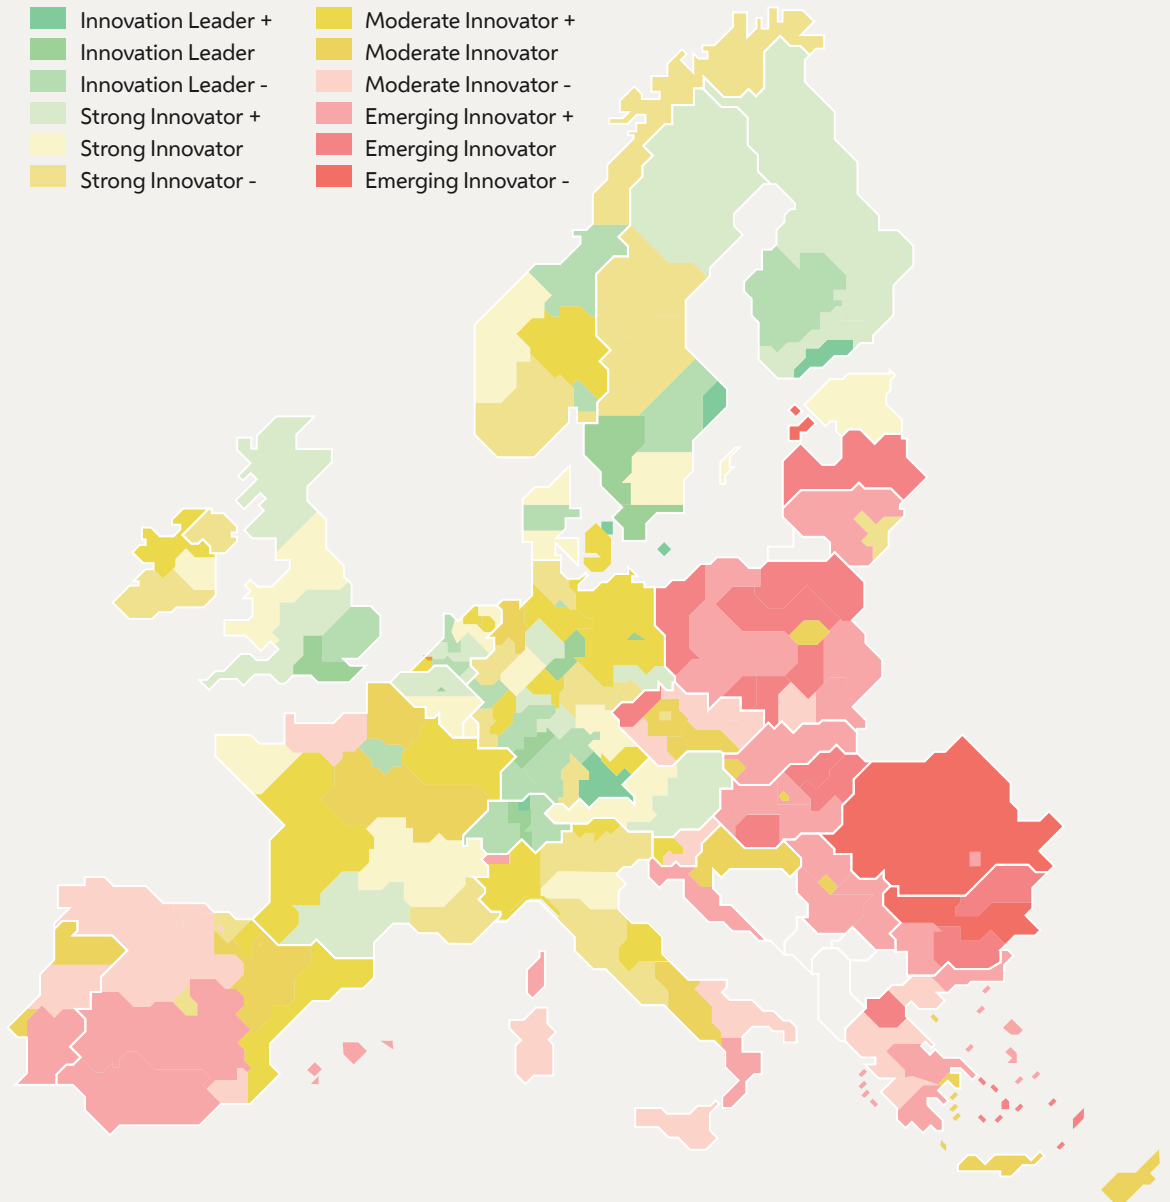 Innovation Leader +
Innovation Leader
Innovation Leader -
Strong Innovator +
Strong Innovator
Strong Innovator -
Moderate Innovator +
Moderate Innovator
Moderate Innovator -
Emerging Innovator +
Emerging Innovator
Emerging Innovator -